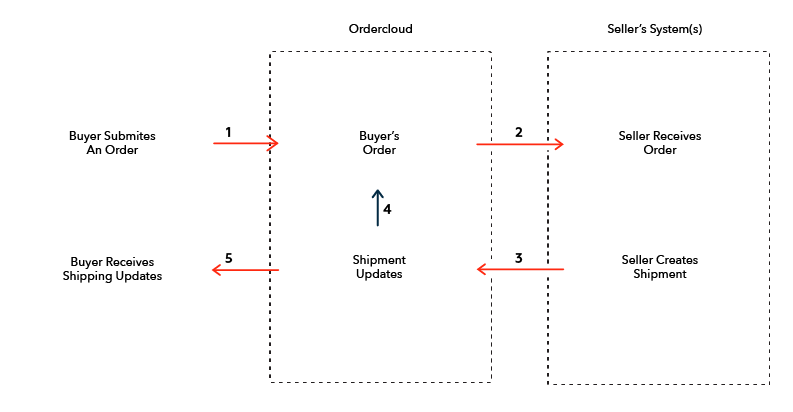 Ordercloud
Seller's System(s)
Buyer Submites
An Order
1
Buyer's
Order
2
Seller Receives
Order
4
Buyer Receives
Shipping Updates
5
Shipment
Updates
3
Seller Creates
Shipment